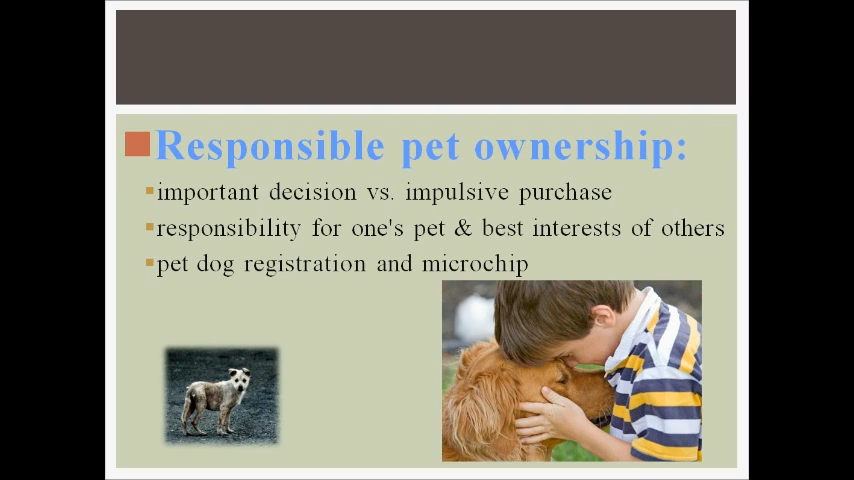 Responsible pet ownership:
important decision vs. impulsive purchase
responsibility for one's pet & best interests of others
pet dog registration and microchip